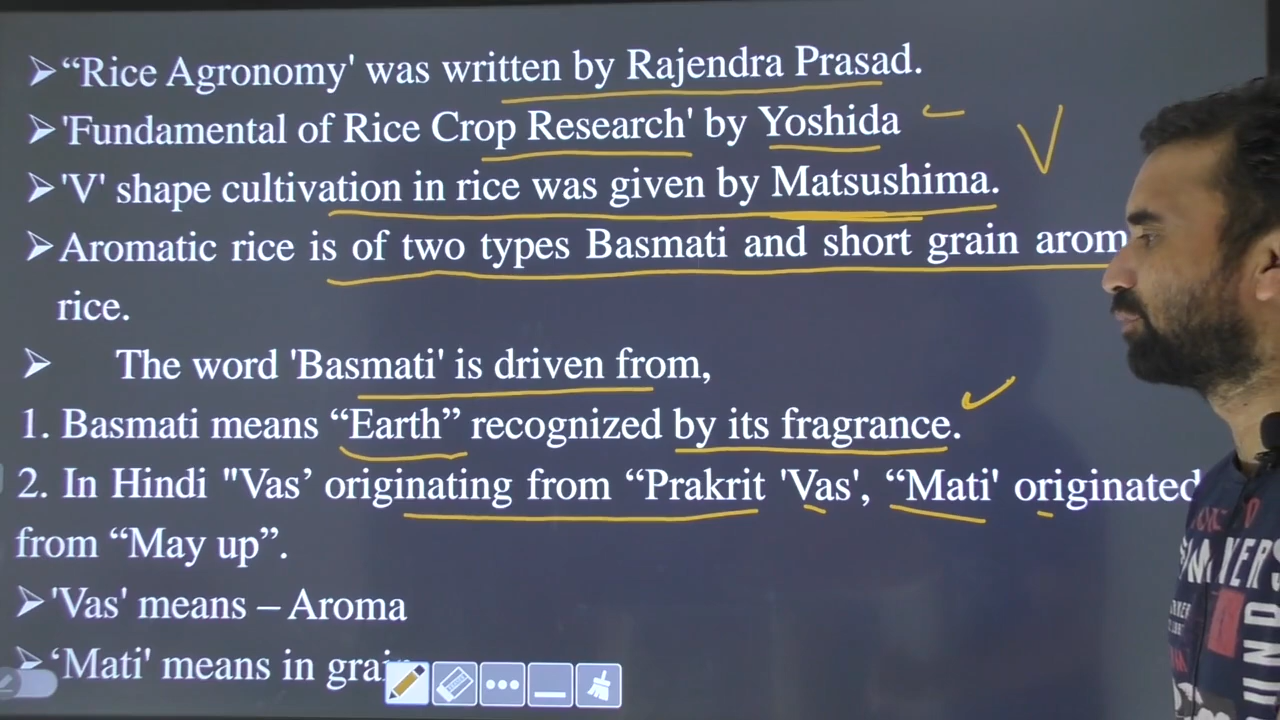 ➢“Rice Agronomy' was written by Rajendra Prasad.
➢'Fundamental of Rice Crop Research' by Yoshida
➢'V' shape cultivation in rice was given by Matsushima.
V
➢Aromatic rice is of two types Basmati and short grain
rice.
➢ The word 'Basmati' is driven from,
1. Basmati means “Earth” recognized by its fragrance.
2. In Hindi "Vas’ originating from “Prakrit 'Vas', “Mati' originated
from “May up”.
➢'Vas' means – Aroma
➢‘Mati' means in